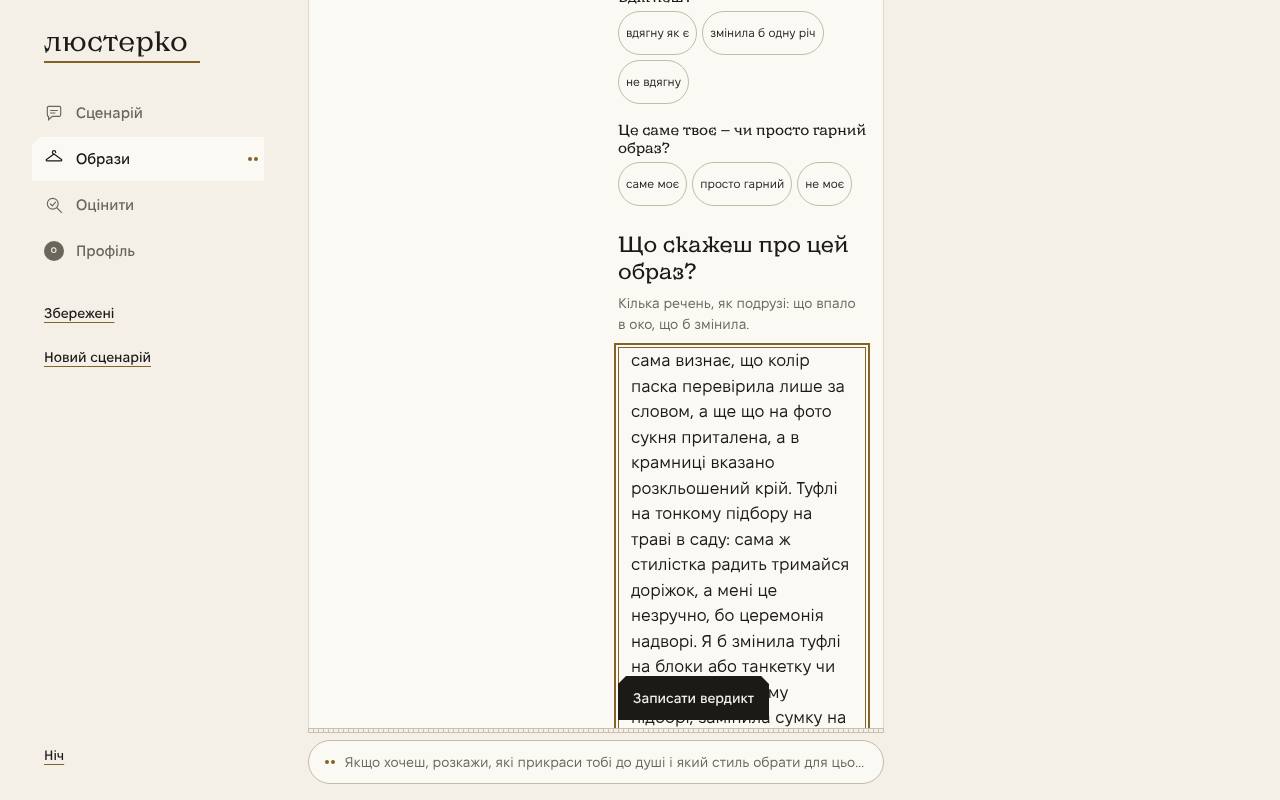 люстерко
Сценарій
Образи
Оцінити
Профіль
Збережені
Новий сценарій
Ніч
вдягну як є
змінила б одну річ
не вдягну
Це саме твоє – чи просто гарний
образ?
саме моє
просто гарний
не моє
Що скажеш про цей
образ?
Кілька речень, як подрузі: що впало
в око, що б змінила.
сама визнає, що колір
паска перевірила лише за
словом, а ще що на фото
сукня приталена, а в
крамниці вказано
розкльошений крій. Туфлі
на тонкому підбору на
траві в саду: сама ж
стилістка радить тримайся
доріжок, а мені це
незручно, бо церемонія
надворі. Я б змінила туфлі
на блоки або танкетку чи
му
сумку на
Записати вердикт
Якщо хочеш, розкажи, які прикраси тобі до душі і який стиль обрати для цьо...